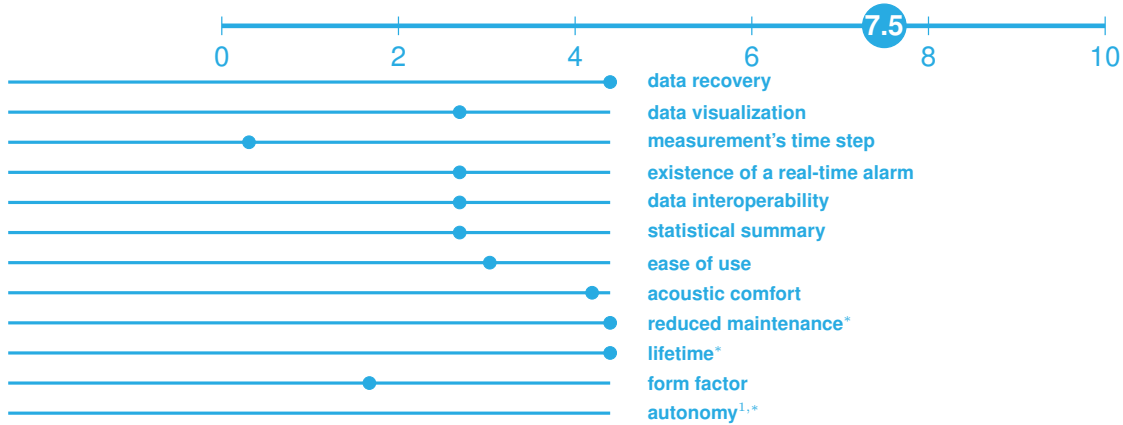 7.5
0 2 4 6 8 10
data recovery
data visualization
measurement's time step
existence of a real-time alarm
data interoperability
statistical summary
ease of use
acoustic comfort
reduced maintenance*
lifetime*
form factor
autonomy1,*